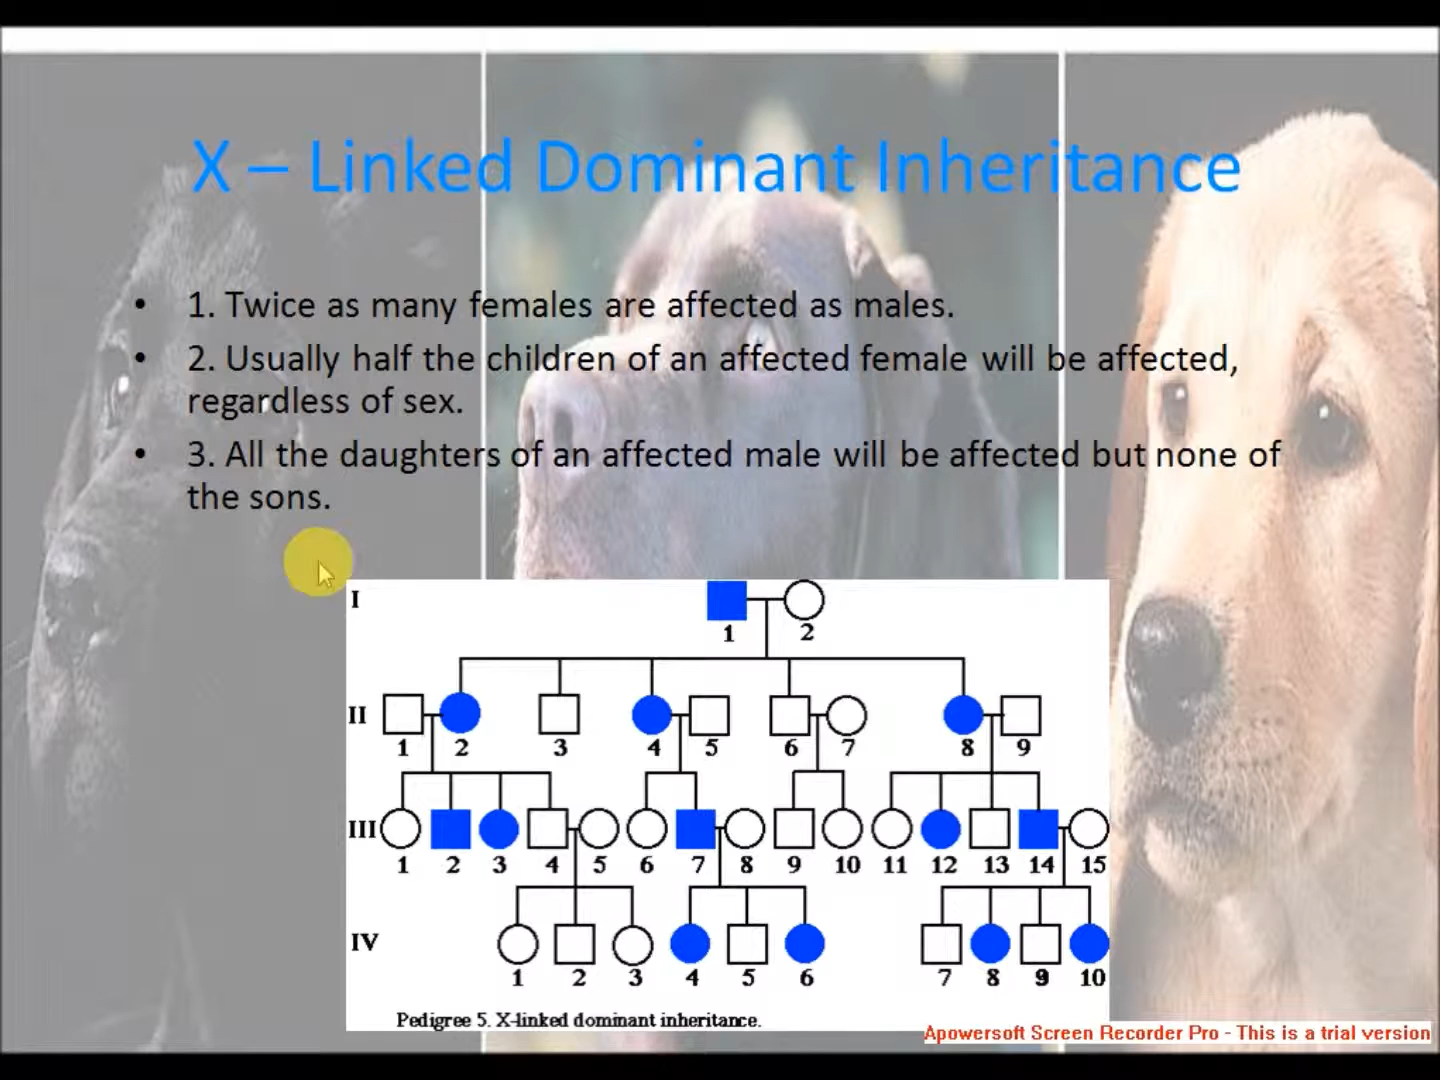 X – Linked Dominant Inheritance
• 1. Twice as many females are affected as males.
• 2. Usually half the children of an affected female will be affected,
regardless of sex.
• 3. All the daughters of an affected male will be affected but none of
the sons.
I
1 2
II
1 2 3 4 5 6 7 8 9
III
1 2 3 4 5 6 7 8 9 10 11 12 13 14 15
IV
1 2 3 4 5 6 7 8 9 10
Pedigree 5. X-linked dominant inheritance.
Apowersoft Screen Recorder Pro - This is a trial version